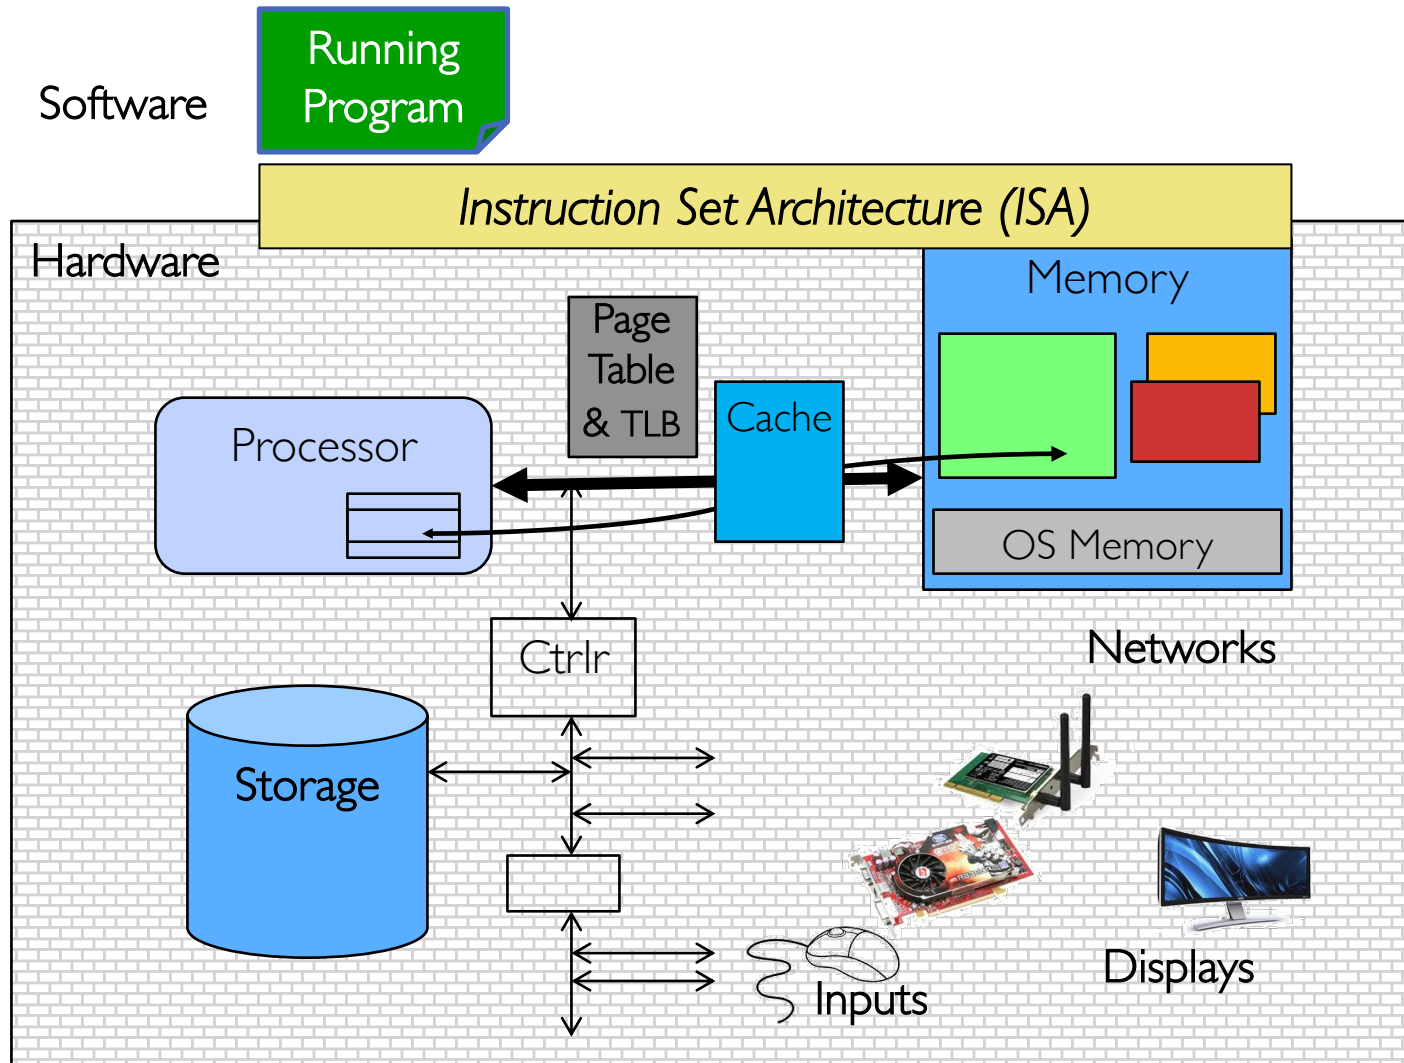 Running
Program
Software
Instruction Set Architecture (ISA)
Hardware
Memory
Page
Table
& TLB
Cache
Processor
OS Memory
Ctrlr
Networks
Storage
Displays
Inputs